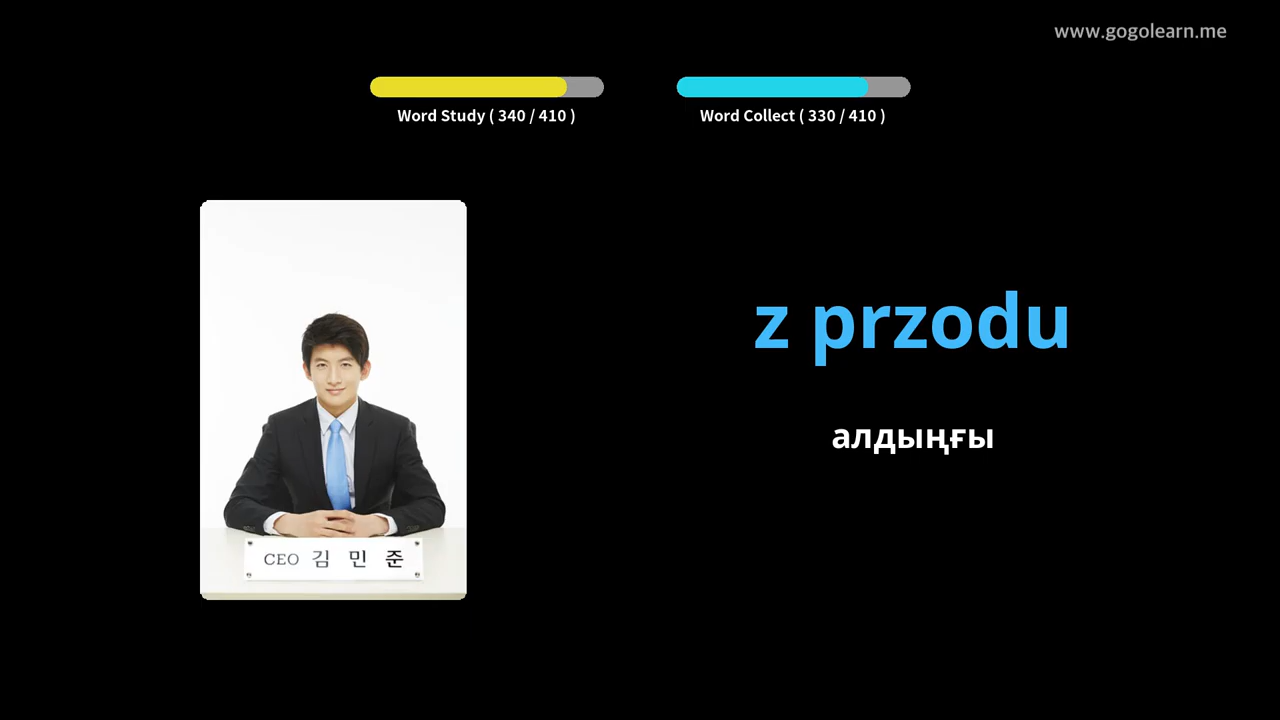 www.gogolearn.me
Word Study ( 340 / 410 )
Word Collect ( 330 / 410 )
z przodu
алдыңғы
CEO 김 민 준